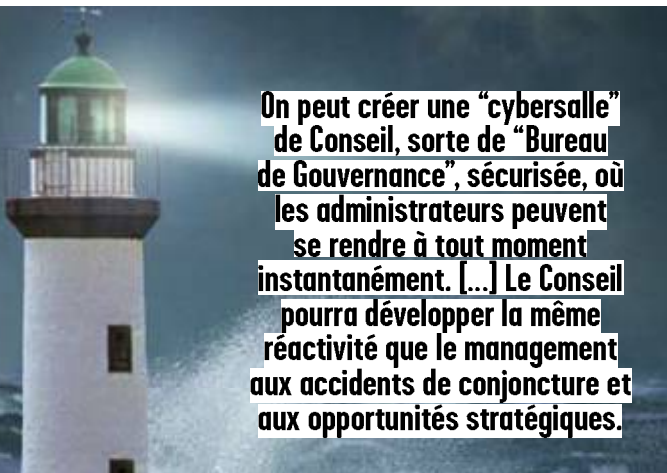 On peut créer une “cybersalle”
de Conseil, sorte de “Bureau
de Gouvernance”, sécurisée, où
les administrateurs peuvent
se rendre à tout moment
instantanément. [...] Le Conseil
pourra développer la même
réactivité que le management
aux accidents de conjoncture et
aux opportunités stratégiques.